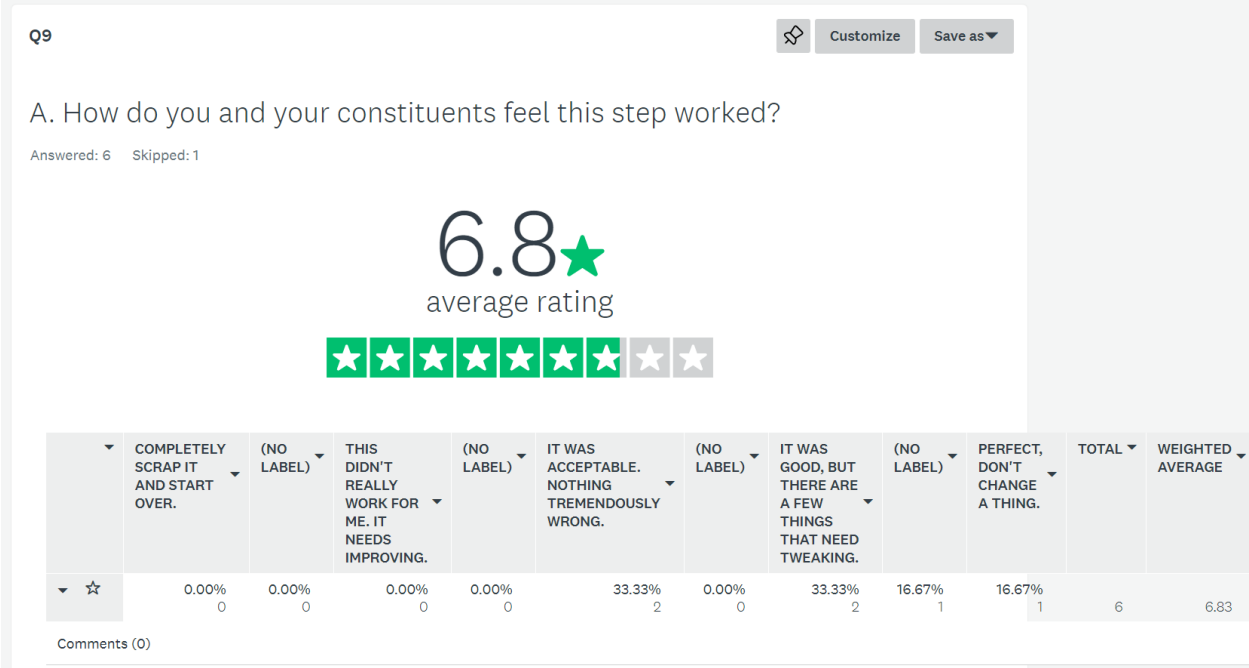 Q9
Customize
Save as
A. How do you and your constituents feel this step worked?
Answered: 6 Skipped: 1
6.8
average rating
COMPLETELY
SCRAP IT
AND START
OVER.
(NO
LABEL)
THIS
DIDN'T
REALLY
WORK FOR
ME. IT
NEEDS
IMPROVING.
(NO
LABEL)
IT WAS
ACCEPTABLE.
NOTHING
TREMENDOUSLY
WRONG.
(NO
LABEL)
IT WAS
GOOD, BUT
THERE ARE
A FEW
THINGS
THAT NEED
TWEAKING.
(NO
LABEL)
PERFECT,
DON'T
CHANGE
A THING.
TOTAL
WEIGHTED
AVERAGE
0.00% 0.00% 0.00% 0.00% 33.33% 0.00% 33.33% 16.67% 16.67%
0 0 0 0 2 0 2 1 1 6 6.83
Comments (0)